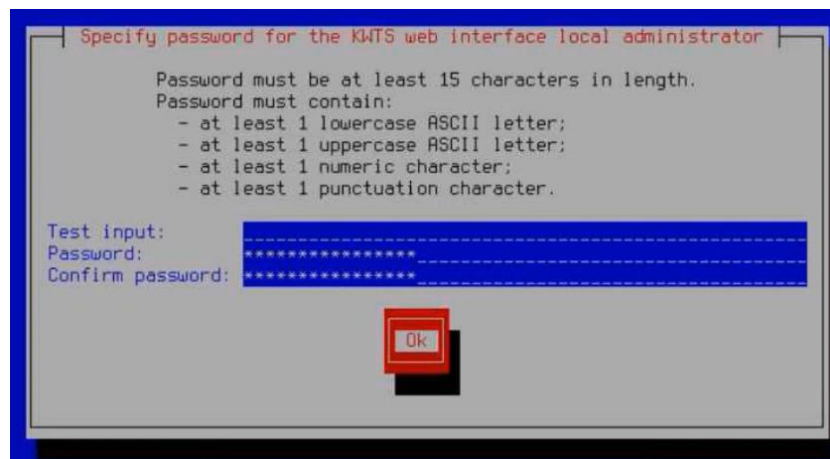 Specify password for the KWTS web interface local administrator
Password must be at least 15 characters in length.
Password must contain:
- at least 1 lowercase ASCII letter;
- at least 1 uppercase ASCII letter;
- at least 1 numeric character;
- at least 1 punctuation character.
Test input:
Password: ****************
Confirm password: ****************
Ok